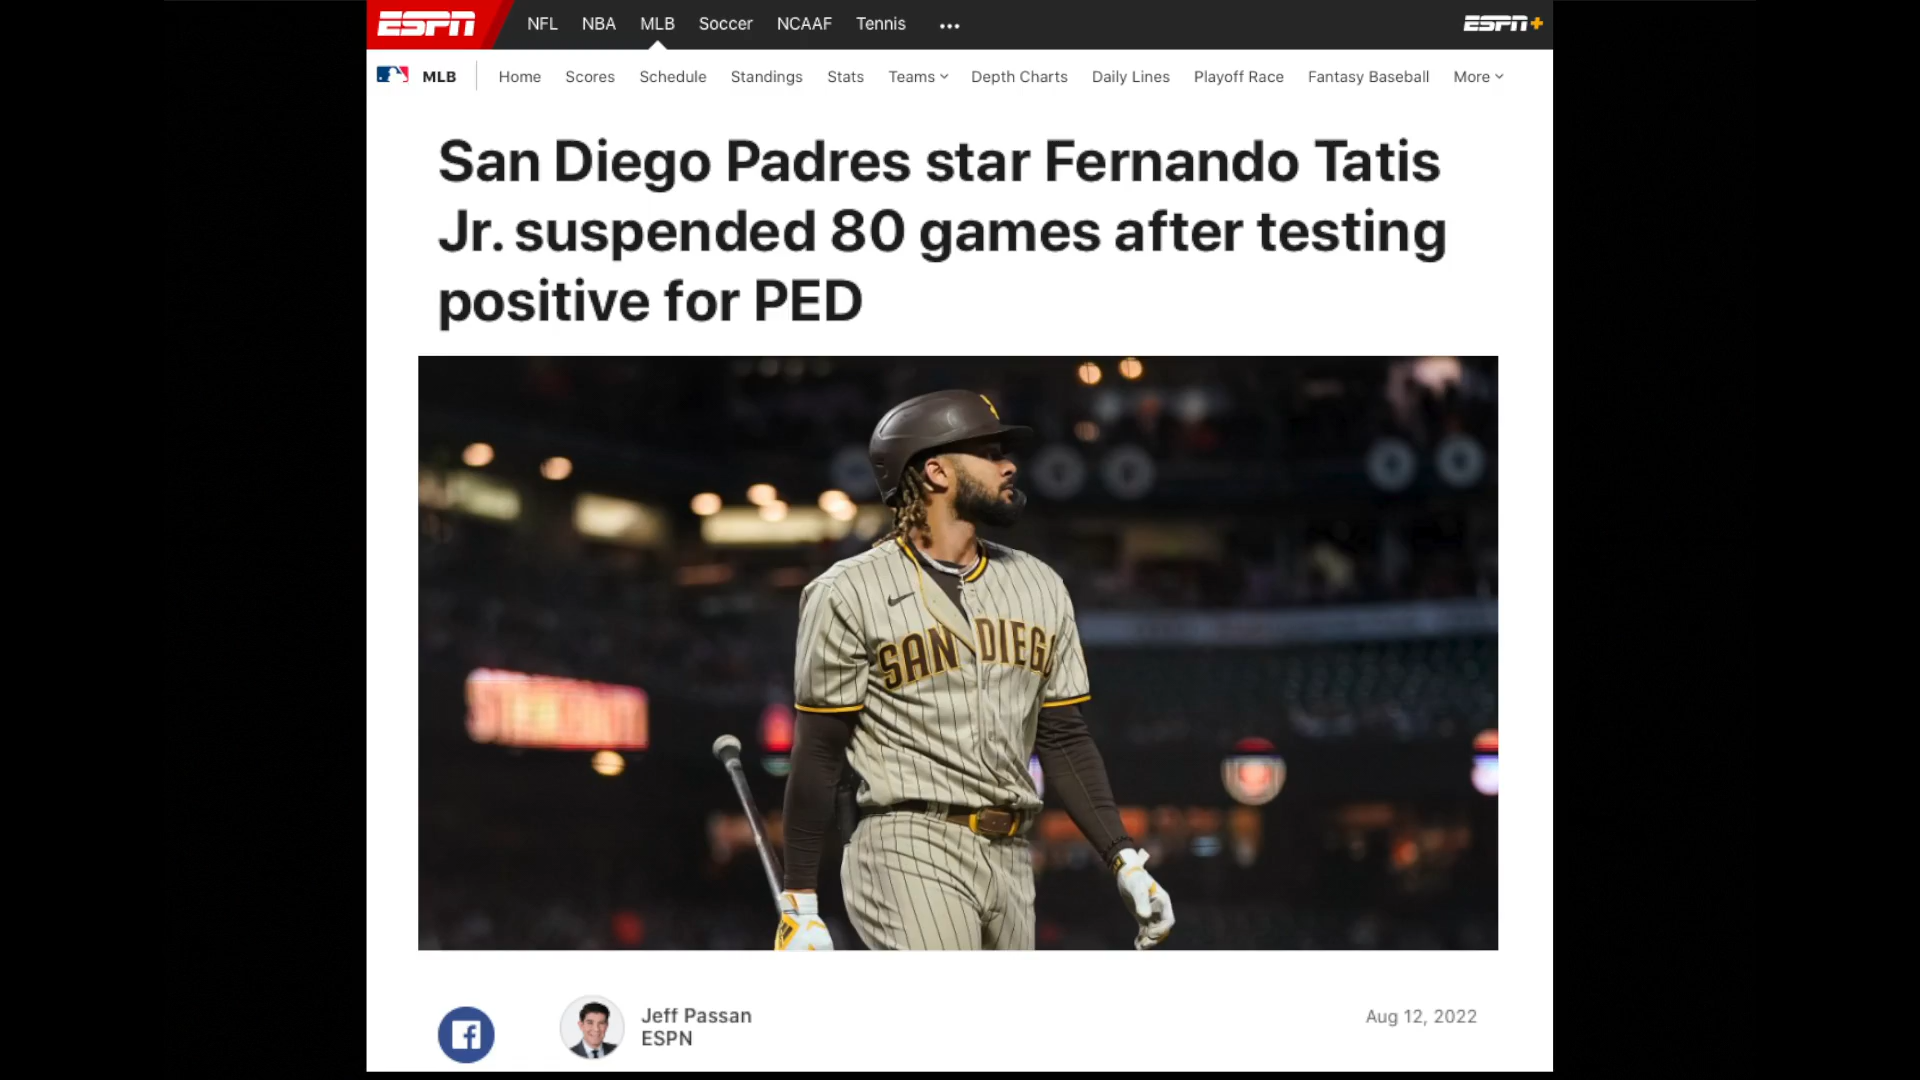 ESPN NFL NBA MLB Soccer NCAAF Tennis ••• ESPN+
MLB Home Scores Schedule Standings Stats Teams Depth Charts Daily Lines Playoff Race Fantasy Baseball More
San Diego Padres star Fernando Tatis
Jr. suspended 80 games after testing
positive for PED
SAN DIEGO
Jeff Passan
ESPN
Aug 12, 2022